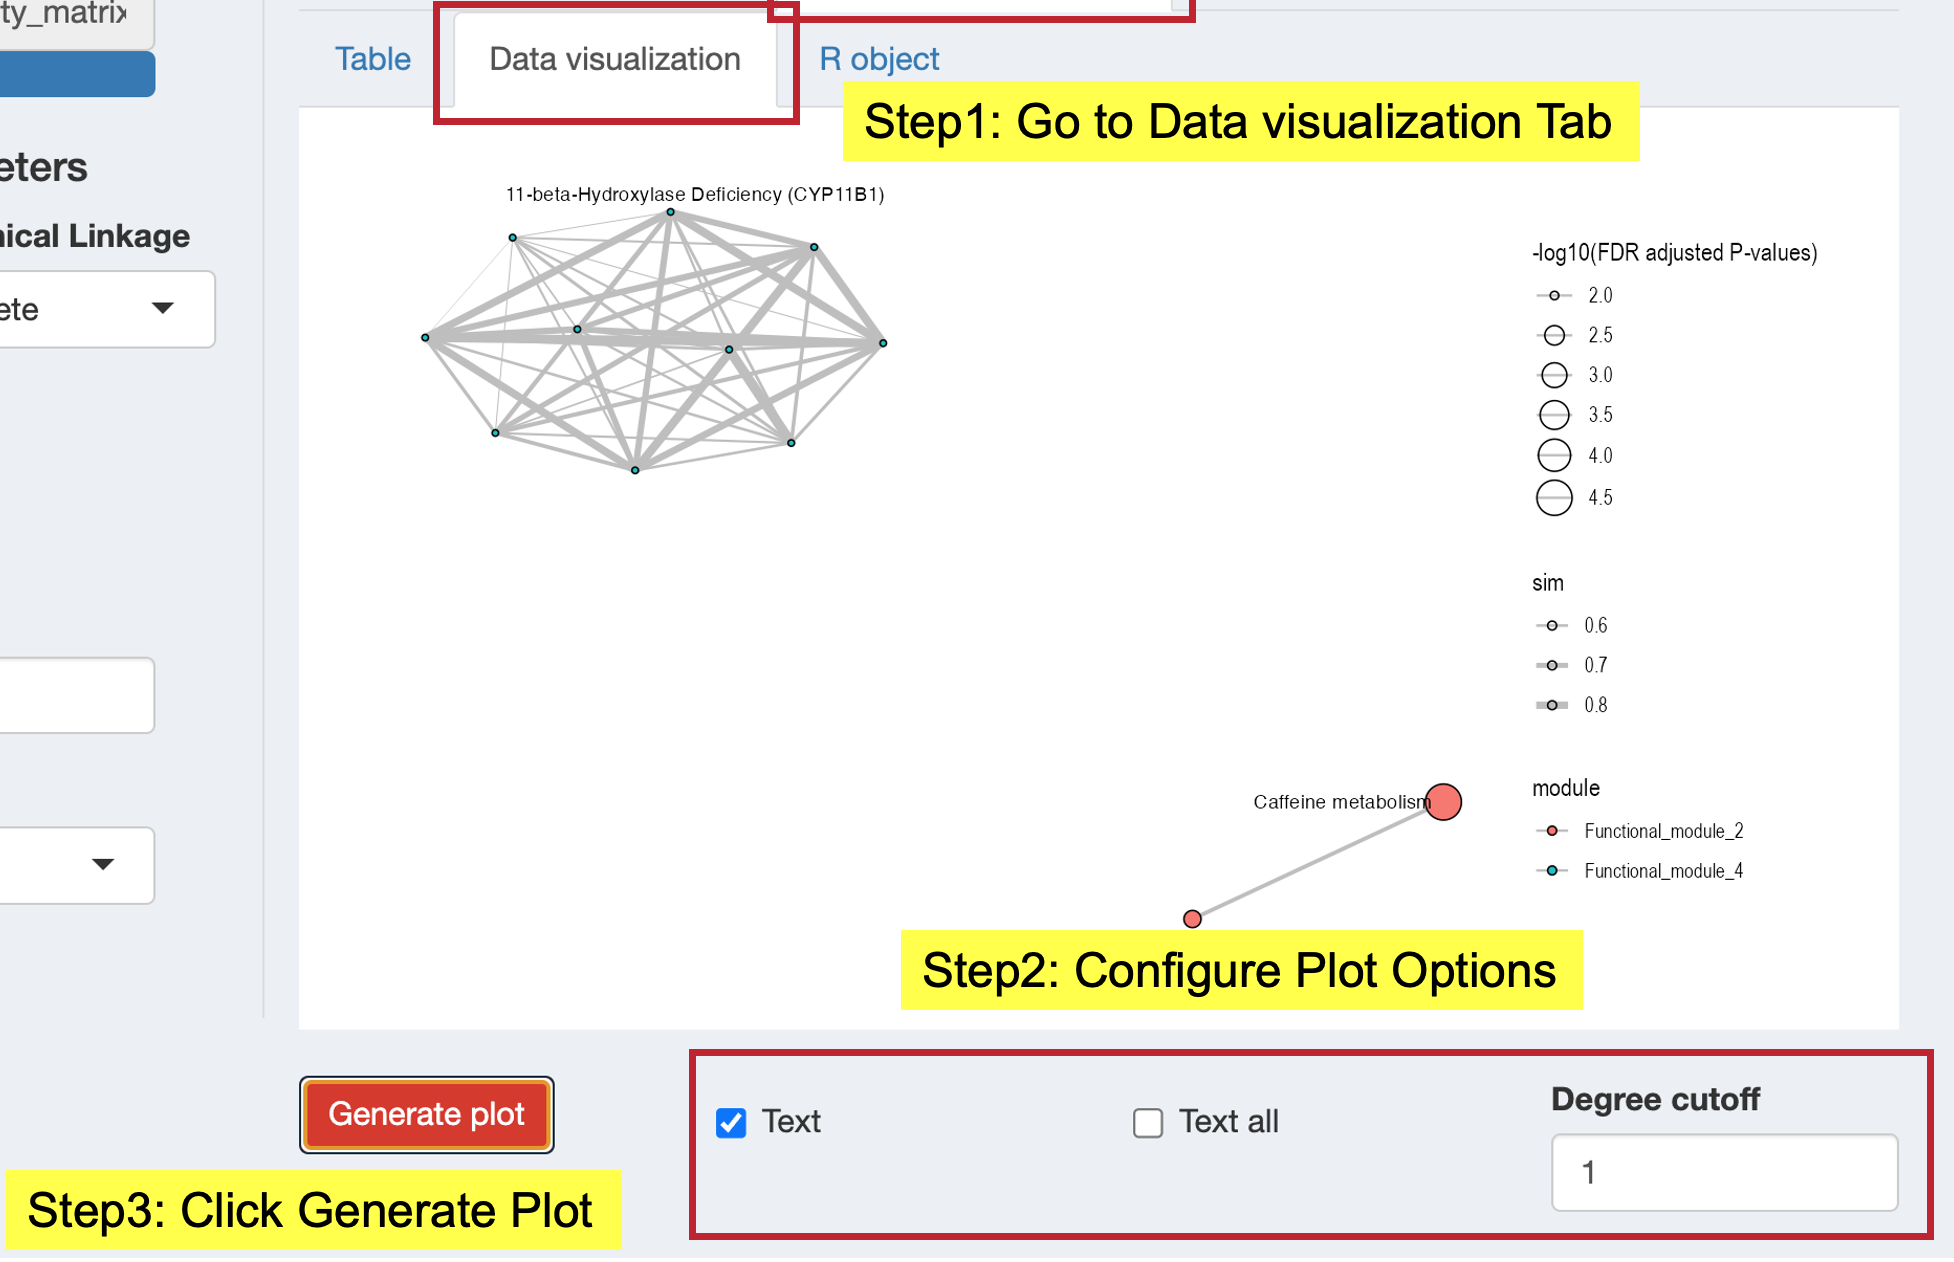 ty_matrix
Table
Data visualization
R object
Step1: Go to Data visualization Tab
eters
nical Linkage
ete
11-beta-Hydroxylase Deficiency (CYP11B1)
-log10(FDR adjusted P-values)
2.0
2.5
3.0
3.5
4.0
4.5
sim
0.6
0.7
0.8
module
Functional_module_2
Functional_module_4
Caffeine metabolism
Step2: Configure Plot Options
Generate plot
Text
Text all
Degree cutoff
1
Step3: Click Generate Plot